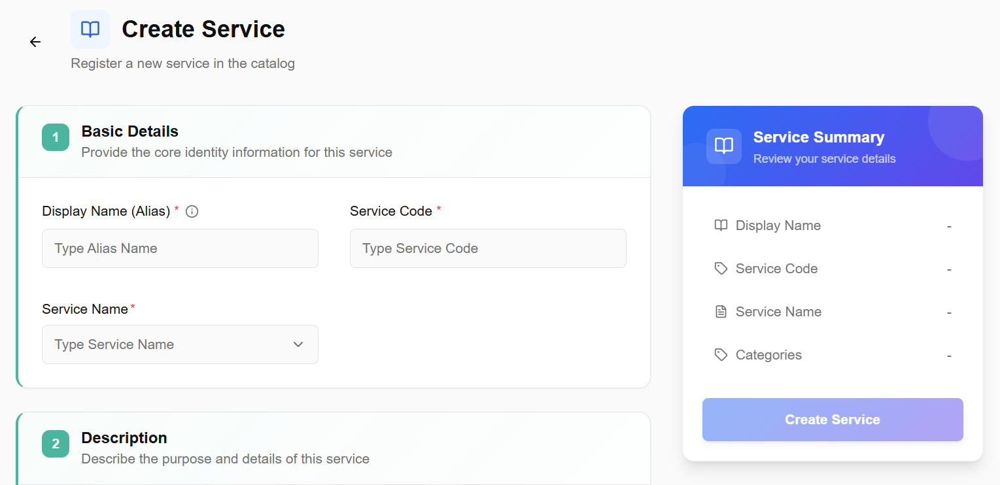 Create Service
Register a new service in the catalog
1
Basic Details
Provide the core identity information for this service
Display Name (Alias) *
Type Alias Name
Service Code *
Type Service Code
Service Name *
Type Service Name
2
Description
Describe the purpose and details of this service
Service Summary
Review your service details
Display Name -
Service Code -
Service Name -
Categories -
Create Service